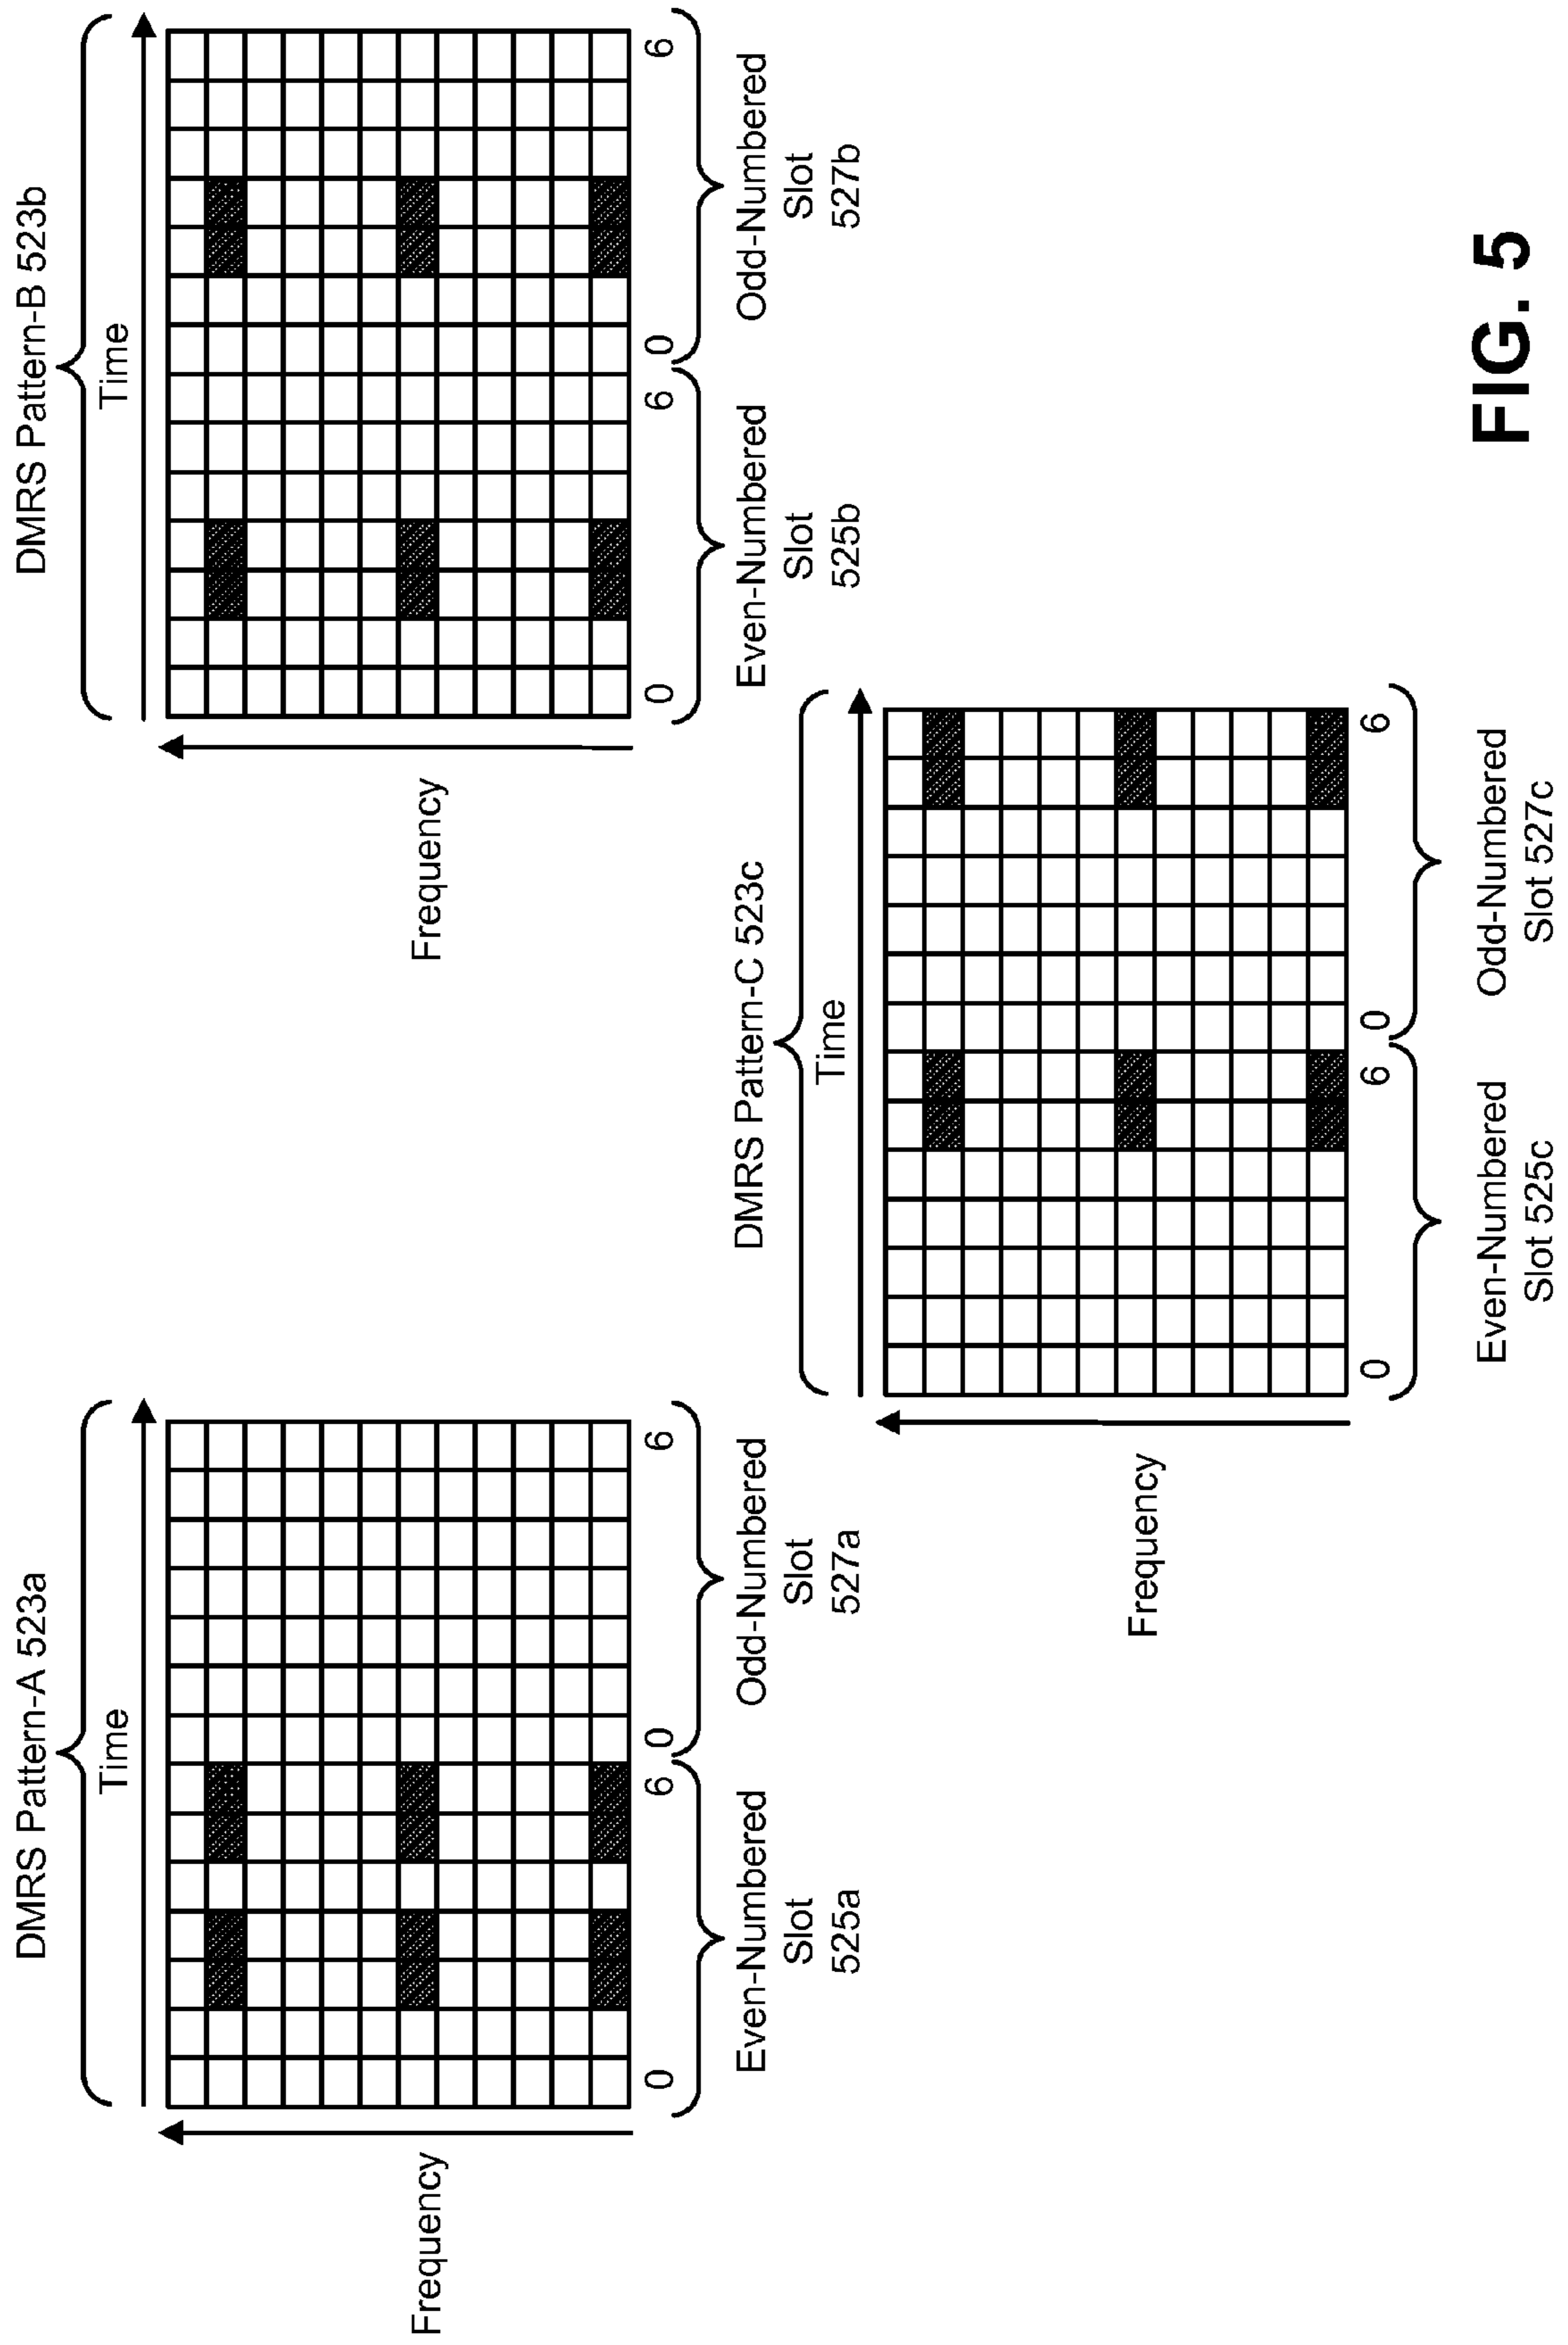 DMRS Pattern-A 523a
Time
Frequency
0 6 0 6
Even-Numbered
Slot
525a
Odd-Numbered
Slot
527a
DMRS Pattern-B 523b
Time
Frequency
0 6 0 6
Even-Numbered
Slot
525b
Odd-Numbered
Slot
527b
DMRS Pattern-C 523c
Time
Frequency
0 6 0 6
Even-Numbered
Slot 525c
Odd-Numbered
Slot 527c
FIG. 5